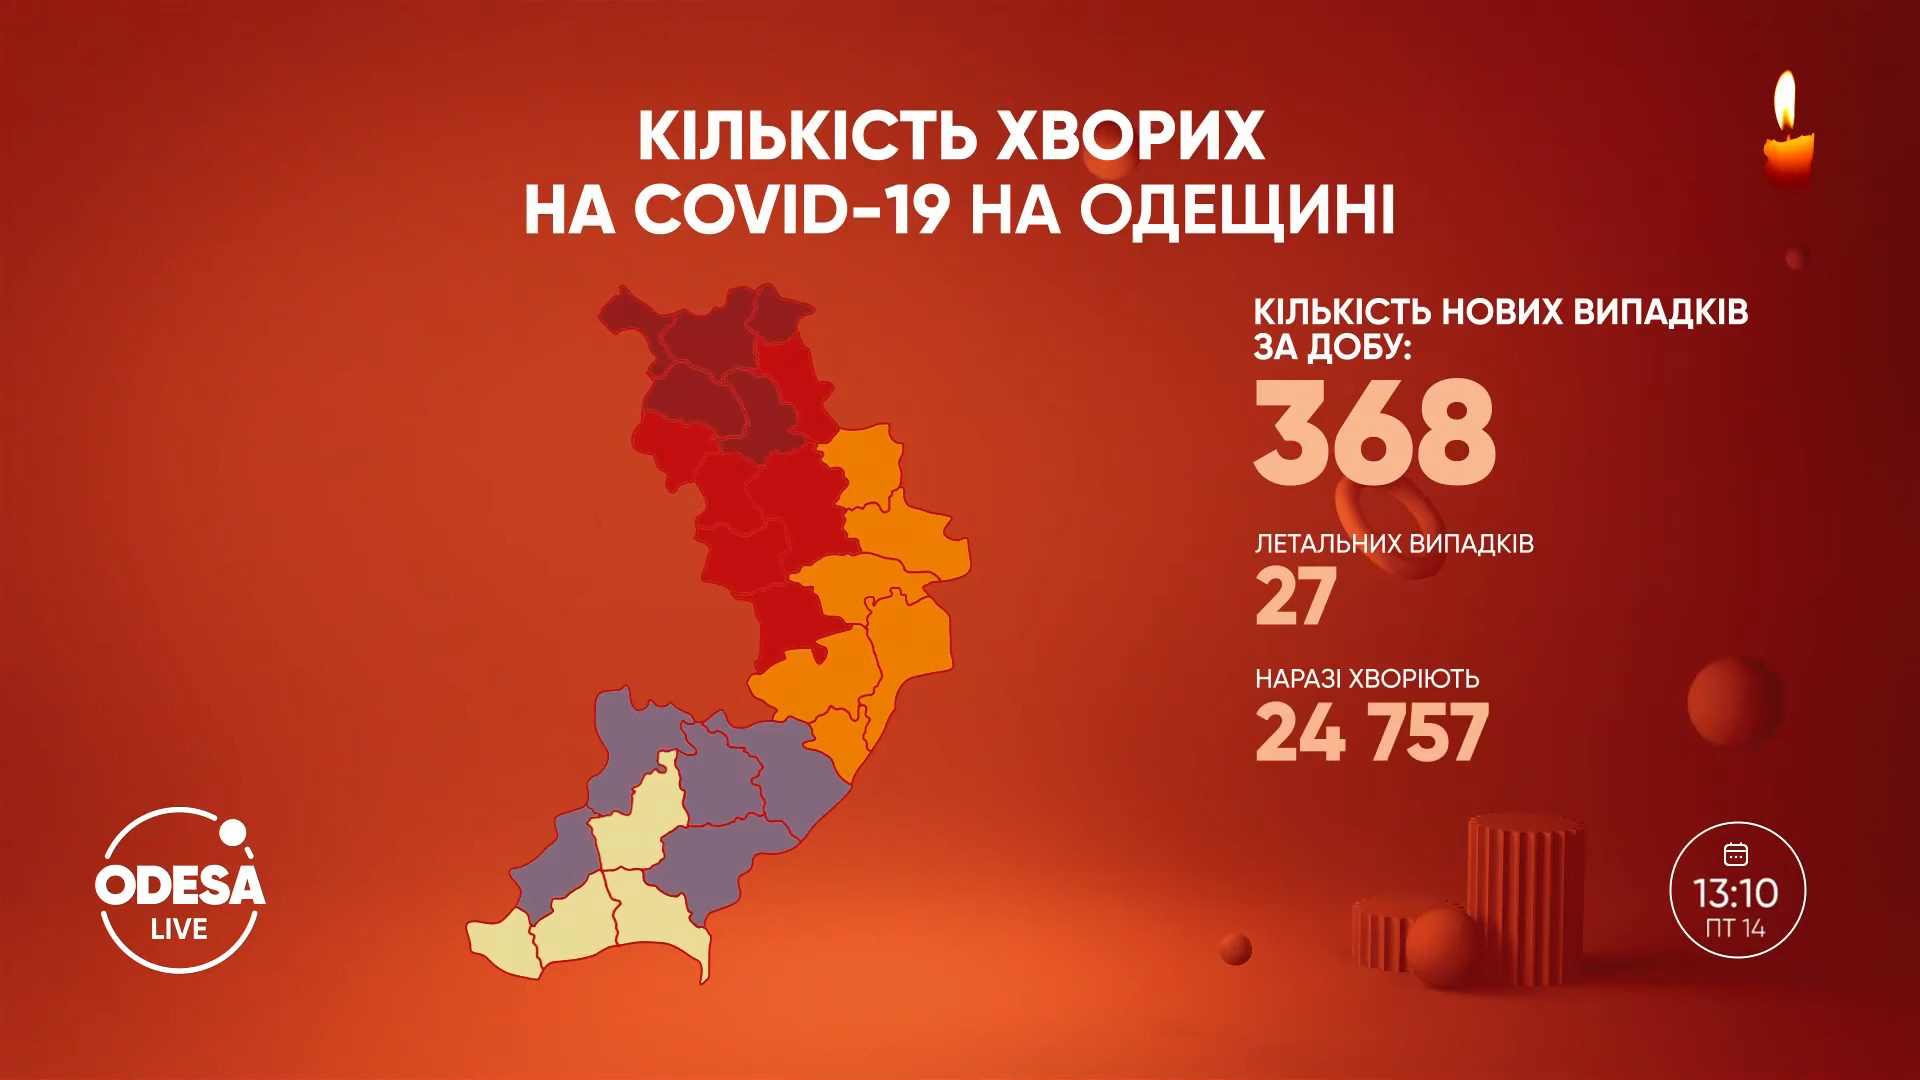 КІЛЬКІСТЬ ХВОРИХ
НА COVID-19 НА ОДЕЩИНІ
КІЛЬКІСТЬ НОВИХ ВИПАДКІВ
ЗА ДОБУ:
368
ЛЕТАЛЬНИХ ВИПАДКІВ
27
НАРАЗІ ХВОРІЮТЬ
24 757
ODESA
LIVE
13:10
ПТ 14